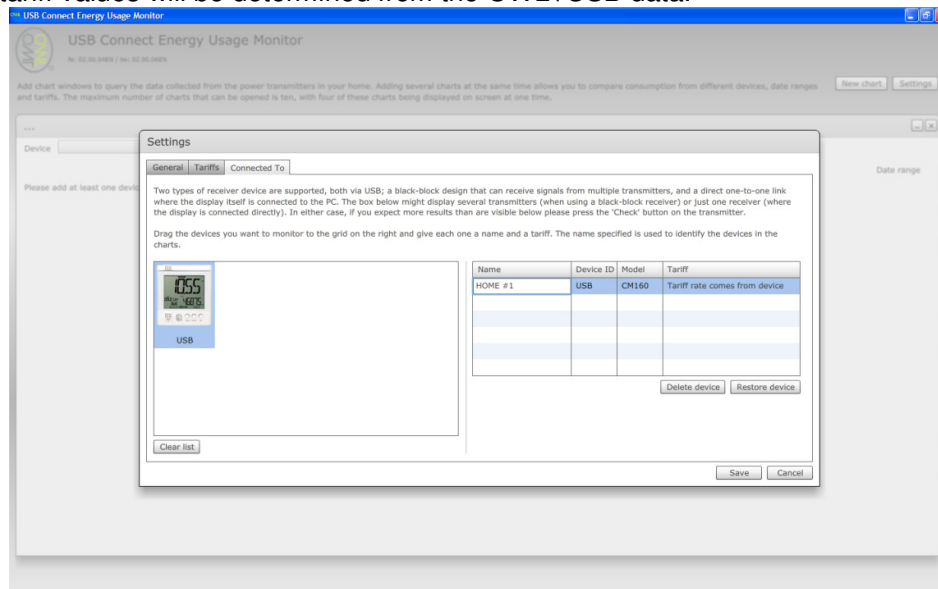 tariff values will be determined from the OWL+USB data.
USB Connect Energy Usage Monitor
USB Connect Energy Usage Monitor
Add chart windows to query the data collected from the power transmitters in your home. Adding several charts at the same time allows you to compare consumption from different devices, date ranges
and tariffs. The maximum number of charts that can be opened is ten, with four of these charts being displayed on screen at one time.
New chart Settings
...
Device
Date range
Please add at least one devic
Settings
General Tariffs Connected To
Two types of receiver device are supported, both via USB; a black-block design that can receive signals from multiple transmitters, and a direct one-to-one link
where the display itself is connected to the PC. The box below might display several transmitters (when using a black-block receiver) or just one receiver (where
the display is connected directly). In either case, if you expect more results than are visible below please press the 'Check' button on the transmitter.
Drag the devices you want to monitor to the grid on the right and give each one a name and a tariff. The name specified is used to identify the devices in the
charts.
USB
Name Device ID Model Tariff
HOME #1 USB CM160 Tariff rate comes from device
Delete device Restore device
Clear list
Save Cancel